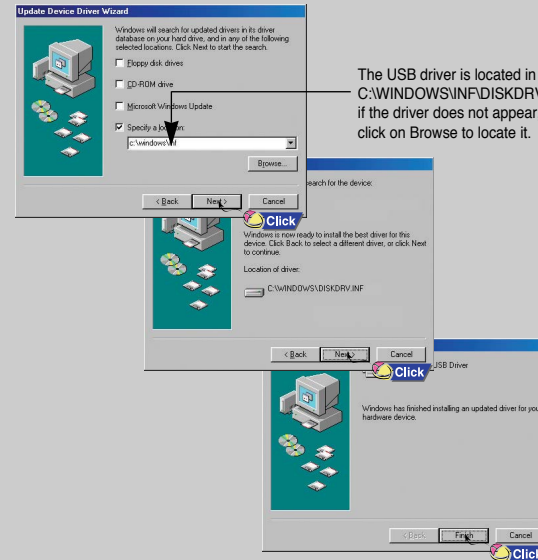 Update Device Driver Wizard
Windows will search for updated drivers in its driver
database on your hard drive, and in any of the following
selected locations. Click Next to start the search.
Floppy disk drives
CD-ROM drive
Microsoft Windows Update
Specify a location:
c:\windows\inf
Browse...
< Back Next > Cancel
Click
The USB driver is located in
C:\WINDOWS\INF\DISKDRV
if the driver does not appear
click on Browse to locate it.
search for the device:
Windows is now ready to install the best driver for this
device. Click Back to select a different driver, or click Next
to continue.
Location of driver:
C:\WINDOWS\DISKDRV.INF
< Back Next > Cancel
Click
USB Driver
Windows has finished installing an updated driver for you
hardware device.
< Back Finish Cancel
Click